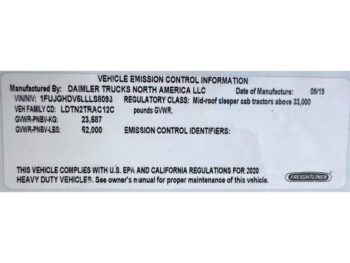 VEHICLE EMISSION CONTROL INFORMATION
Manufactured By: DAIMLER TRUCKS NORTH AMERICA LLC Date of Manufacture: 09/19
VIN/NIV: 1FUJGHDV5LLLS8093 REGULATORY CLASS: Mid-roof sleeper cab tractors above 33,000
VEH FAMILY CD: LDTN2TRAC12C pounds GVWR.
GVWR-PNBV-KG: 23,587
GVWR-PNBV-LBS: 52,000 EMISSION CONTROL IDENTIFIERS:
THIS VEHICLE COMPLIES WITH U.S. EPA AND CALIFORNIA REGULATIONS FOR 2020
HEAVY DUTY VEHICLES. See owner's manual for proper maintenance of this vehicle.
FREIGHTLINER